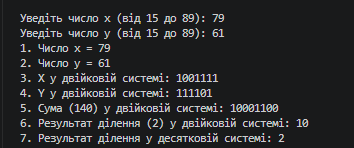 Уведіть число x (від 15 до 89): 79
Уведіть число y (від 15 до 89): 61
1. Число x = 79
2. Число y = 61
3. X у двійковій системі: 1001111
4. Y у двійковій системі: 111101
5. Сума (140) у двійковій системі: 10001100
6. Результат ділення (2) у двійковій системі: 10
7. Результат ділення у десятковій системі: 2